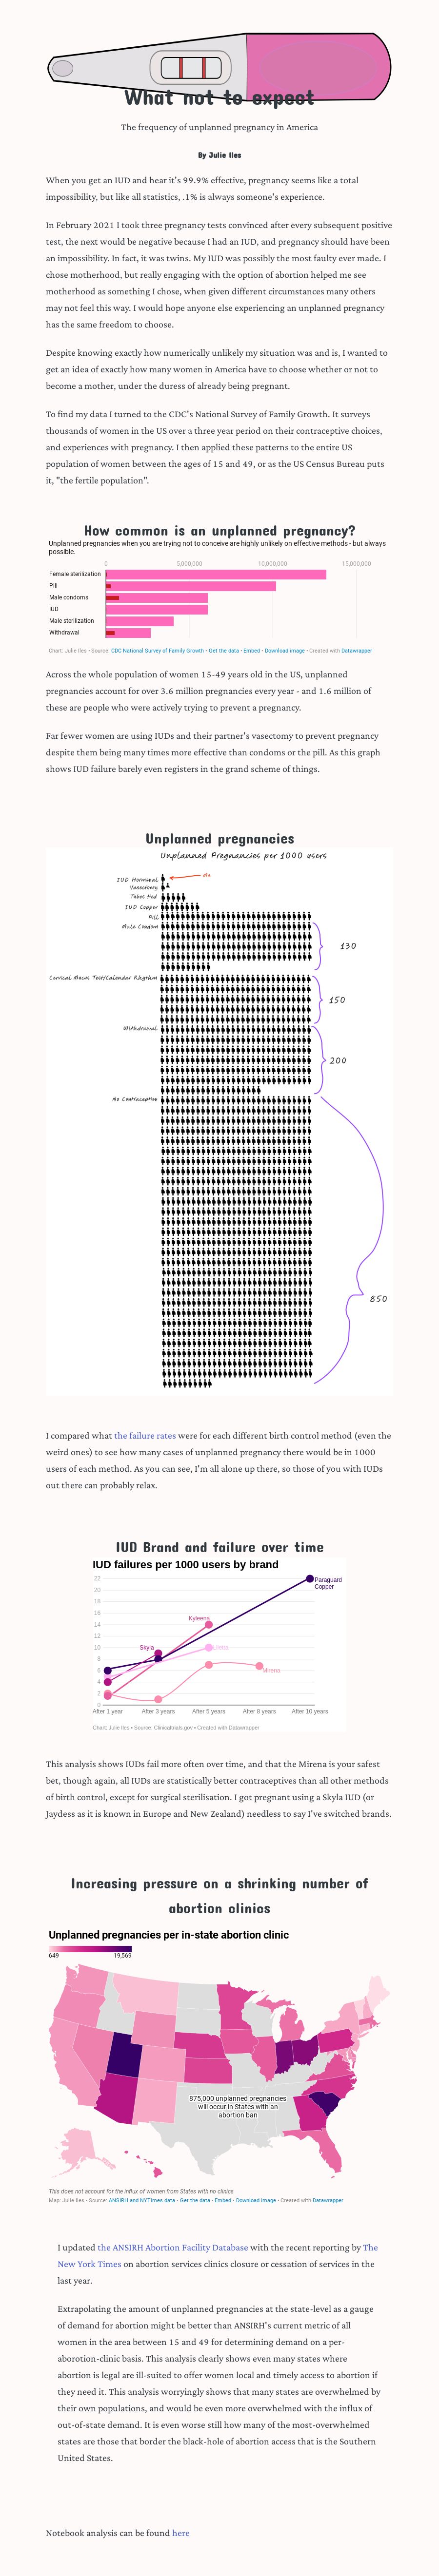 What not to expect
The frequency of unplanned pregnancy in America
By Julie Iles
When you get an IUD and hear it's 99.9% effective, pregnancy seems like a total
impossibility, but like all statistics, .1% is always someone's experience.
In February 2021 I took three pregnancy tests convinced after every subsequent positive
test, the next would be negative because I had an IUD, and pregnancy should have been
an impossibility. In fact, it was twins. My IUD was possibly the most faulty ever made. I
chose motherhood, but really engaging with the option of abortion helped me see
motherhood as something I chose, when given different circumstances many others
may not feel this way. I would hope anyone else experiencing an unplanned pregnancy
has the same freedom to choose.
Despite knowing exactly how numerically unlikely my situation was and is, I wanted to
get an idea of exactly how many women in America have to choose whether or not to
become a mother, under the duress of already being pregnant.
To find my data I turned to the CDC's National Survey of Family Growth. It surveys
thousands of women in the US over a three year period on their contraceptive choices,
and experiences with pregnancy. I then applied these patterns to the entire US
population of women between the ages of 15 and 49, or as the US Census Bureau puts
it, "the fertile population".
How common is an unplanned pregnancy?
Unplanned pregnancies when you are trying not to conceive are highly unlikely on effective methods - but always
possible.
0 5,000,000 10,000,000 15,000,000
Female sterilization
Pill
Male condoms
IUD
Male sterilization
Withdrawal
Chart: Julie Iles • Source: CDC National Survey of Family Growth • Get the data • Embed • Download image • Created with Datawrapper
Across the whole population of women 15-49 years old in the US, unplanned
pregnancies account for over 3.6 million pregnancies every year - and 1.6 million of
these are people who were actively trying to prevent a pregnancy.
Far fewer women are using IUDs and their partner's vasectomy to prevent pregnancy
despite them being many times more effective than condoms or the pill. As this graph
shows IUD failure barely even registers in the grand scheme of things.
Unplanned pregnancies
Unplanned Pregnancies per 1000 users
IUD Hormonal
Me
Vasectomy
Tubes tied
IUD Copper
Pill
Male Condom
130
Cervical Mucus Test/Calendar Rhythm
150
Withdrawal
200
No Contraception
850
I compared what the failure rates were for each different birth control method (even the
weird ones) to see how many cases of unplanned pregnancy there would be in 1000
users of each method. As you can see, I'm all alone up there, so those of you with IUDs
out there can probably relax.
IUD Brand and failure over time
IUD failures per 1000 users by brand
22
20
18
16
14
12
10
8
6
4
2
0
Paraguard
Copper
Kyleena
Skyla
Liletta
Mirena
After 1 year After 3 years After 5 years After 8 years After 10 years
Chart: Julie Iles • Source: Clinicaltrials.gov • Created with Datawrapper
This analysis shows IUDs fail more often over time, and that the Mirena is your safest
bet, though again, all IUDs are statistically better contraceptives than all other methods
of birth control, except for surgical sterilisation. I got pregnant using a Skyla IUD (or
Jaydess as it is known in Europe and New Zealand) needless to say I've switched brands.
Increasing pressure on a shrinking number of
abortion clinics
Unplanned pregnancies per in-state abortion clinic
649 19,569
875,000 unplanned pregnancies
will occur in States with an
abortion ban
This does not account for the influx of women from States with no clinics
Map: Julie Iles • Source: ANSIRH and NYTimes data • Get the data • Embed • Download image • Created with Datawrapper
I updated the ANSIRH Abortion Facility Database with the recent reporting by The
New York Times on abortion services clinics closure or cessation of services in the
last year.
Extrapolating the amount of unplanned pregnancies at the state-level as a gauge
of demand for abortion might be better than ANSIRH's current metric of all
women in the area between 15 and 49 for determining demand on a per-
aborotion-clinic basis. This analysis clearly shows even many states where
abortion is legal are ill-suited to offer women local and timely access to abortion if
they need it. This analysis worryingly shows that many states are overwhelmed by
their own populations, and would be even more overwhelmed with the influx of
out-of-state demand. It is even worse still how many of the most-overwhelmed
states are those that border the black-hole of abortion access that is the Southern
United States.
Notebook analysis can be found here